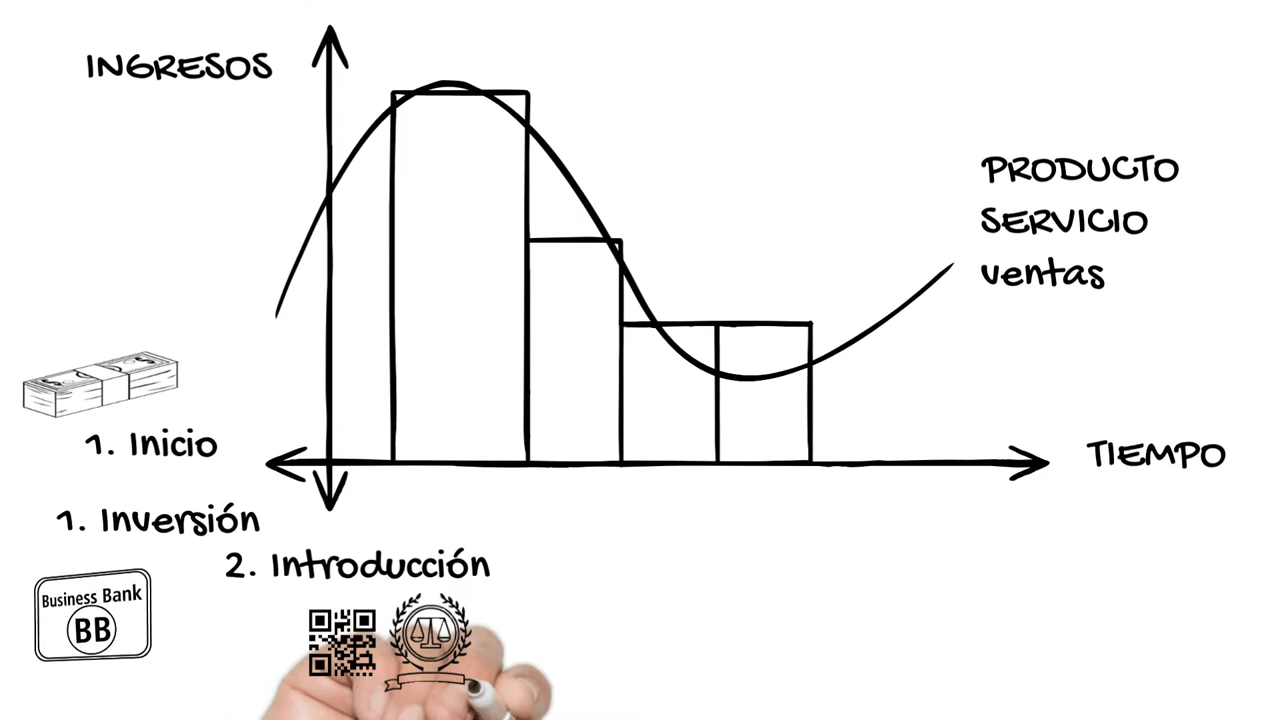 INGRESOS
PRODUCTO
SERVICIO
ventas
1. Inicio
TIEMPO
1. Inversión
2. Introducción
Business Bank
BB